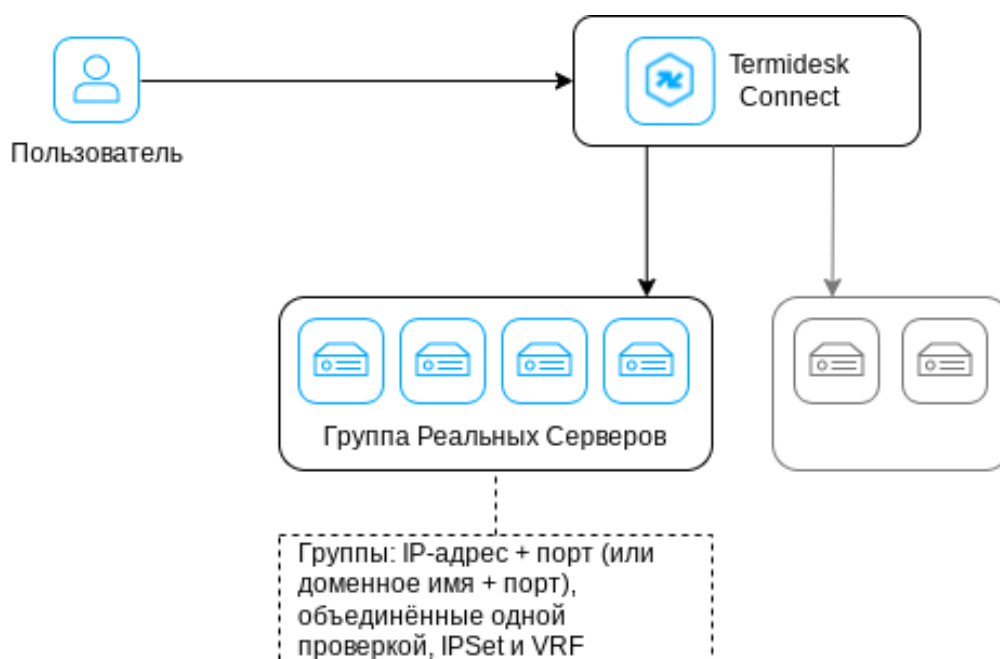 Termidesk
Connect
Пользователь
Группа Реальных Серверов
Группы: IP-адрес + порт (или
доменное имя + порт),
объединённые одной
проверкой, IPSet и VRF